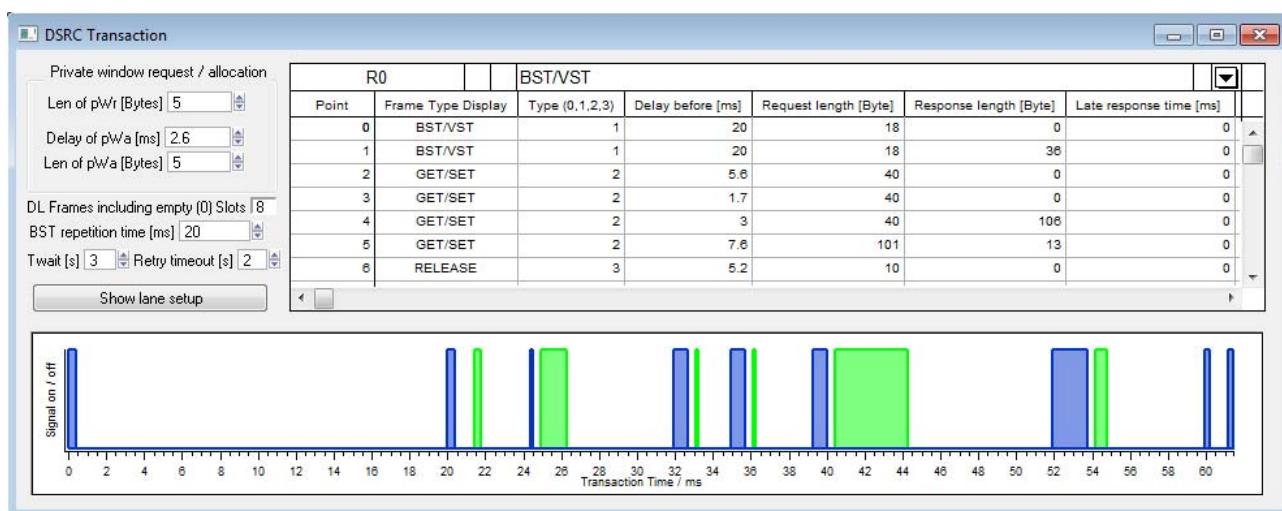 DSRC Transaction
Private window request / allocation
Len of pWr [Bytes] 5
Delay of pWa [ms] 2.6
Len of pWa [Bytes] 5
DL Frames including empty (0) Slots 8
BST repetition time [ms] 20
Twait [s] 3 Retry timeout [s] 2
Show lane setup
R0 BST/VST
Point Frame Type Display Type (0,1,2,3) Delay before [ms] Request length [Byte] Response length [Byte] Late response time [ms]
0 BST/VST 1 20 18 0 0
1 BST/VST 1 20 18 36 0
2 GET/SET 2 5.6 40 0 0
3 GET/SET 2 1.7 40 0 0
4 GET/SET 2 3 40 106 0
5 GET/SET 2 7.6 101 13 0
6 RELEASE 3 5.2 10 0 0
Signal on / off
0 2 4 6 8 10 12 14 16 18 20 22 24 26 28 30 32 34 36 38 40 42 44 46 48 50 52 54 56 58 60
Transaction Time / ms